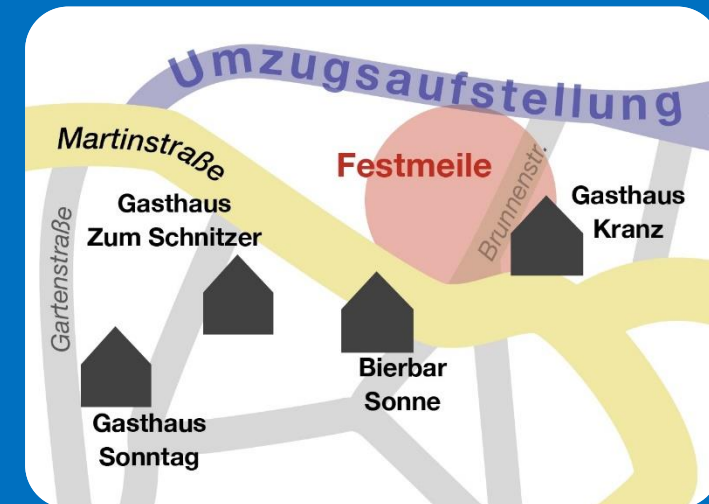 Umzugsaufstellung
Martinstraße
Festmeile
Brunnenstr.
Gasthaus
Kranz
Gasthaus
Zum Schnitzer
Gartenstraße
Bierbar
Sonne
Gasthaus
Sonntag